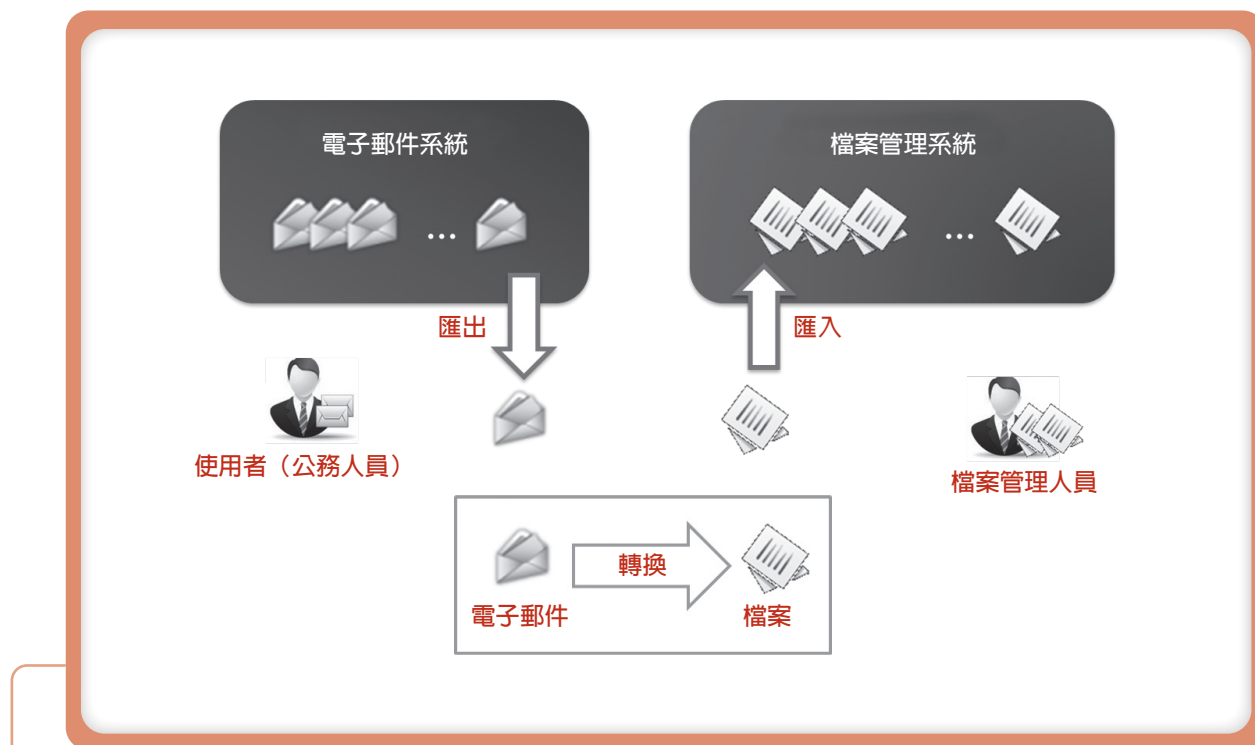 電子郵件系統
檔案管理系統
…
…
匯出
匯入
使用者（公務人員）
檔案管理人員
轉換
電子郵件
檔案